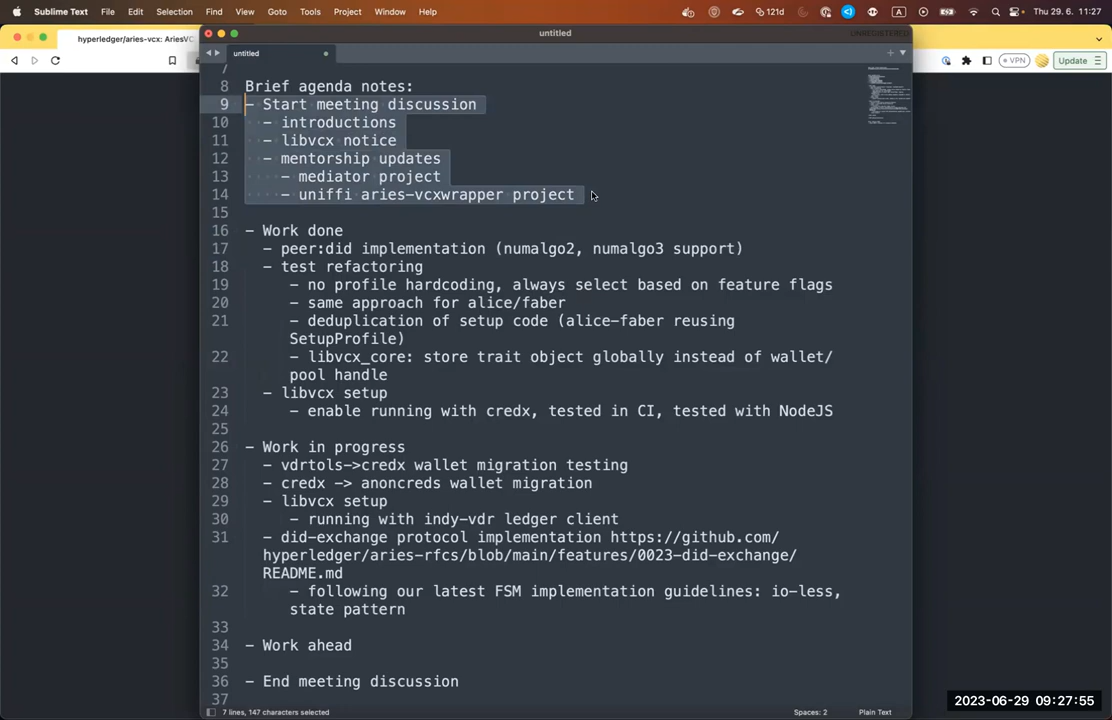 Sublime Text File Edit Selection Find View Goto Tools Project Window Help 121d A Thu 29. 6. 11:27
hyperledger/aries-vcx: AriesVC
untitled
UNREGISTERED
VPN Update
untitled
7
8 Brief agenda notes:
9 - Start meeting discussion
10 - introductions
11 - libvcx notice
12 - mentorship updates
13 - mediator project
14 - uniffi aries-vcxwrapper project
15
16 - Work done
17 - peer:did implementation (numalgo2, numalgo3 support)
18 - test refactoring
19 - no profile hardcoding, always select based on feature flags
20 - same approach for alice/faber
21 - deduplication of setup code (alice-faber reusing
SetupProfile)
22 - libvcx_core: store trait object globally instead of wallet/
pool handle
23 - libvcx setup
24 - enable running with credx, tested in CI, tested with NodeJS
25
26 - Work in progress
27 - vdrtols->credx wallet migration testing
28 - credx -> anoncreds wallet migration
29 - libvcx setup
30 - running with indy-vdr ledger client
31 - did-exchange protocol implementation https://github.com/
hyperledger/aries-rfcs/blob/main/features/0023-did-exchange/
README.md
32 - following our latest FSM implementation guidelines: io-less,
state pattern
33
34 - Work ahead
35
36 - End meeting discussion
37
7 lines, 147 characters selected Spaces: 2 Plain Text
2023-06-29 09:27:55